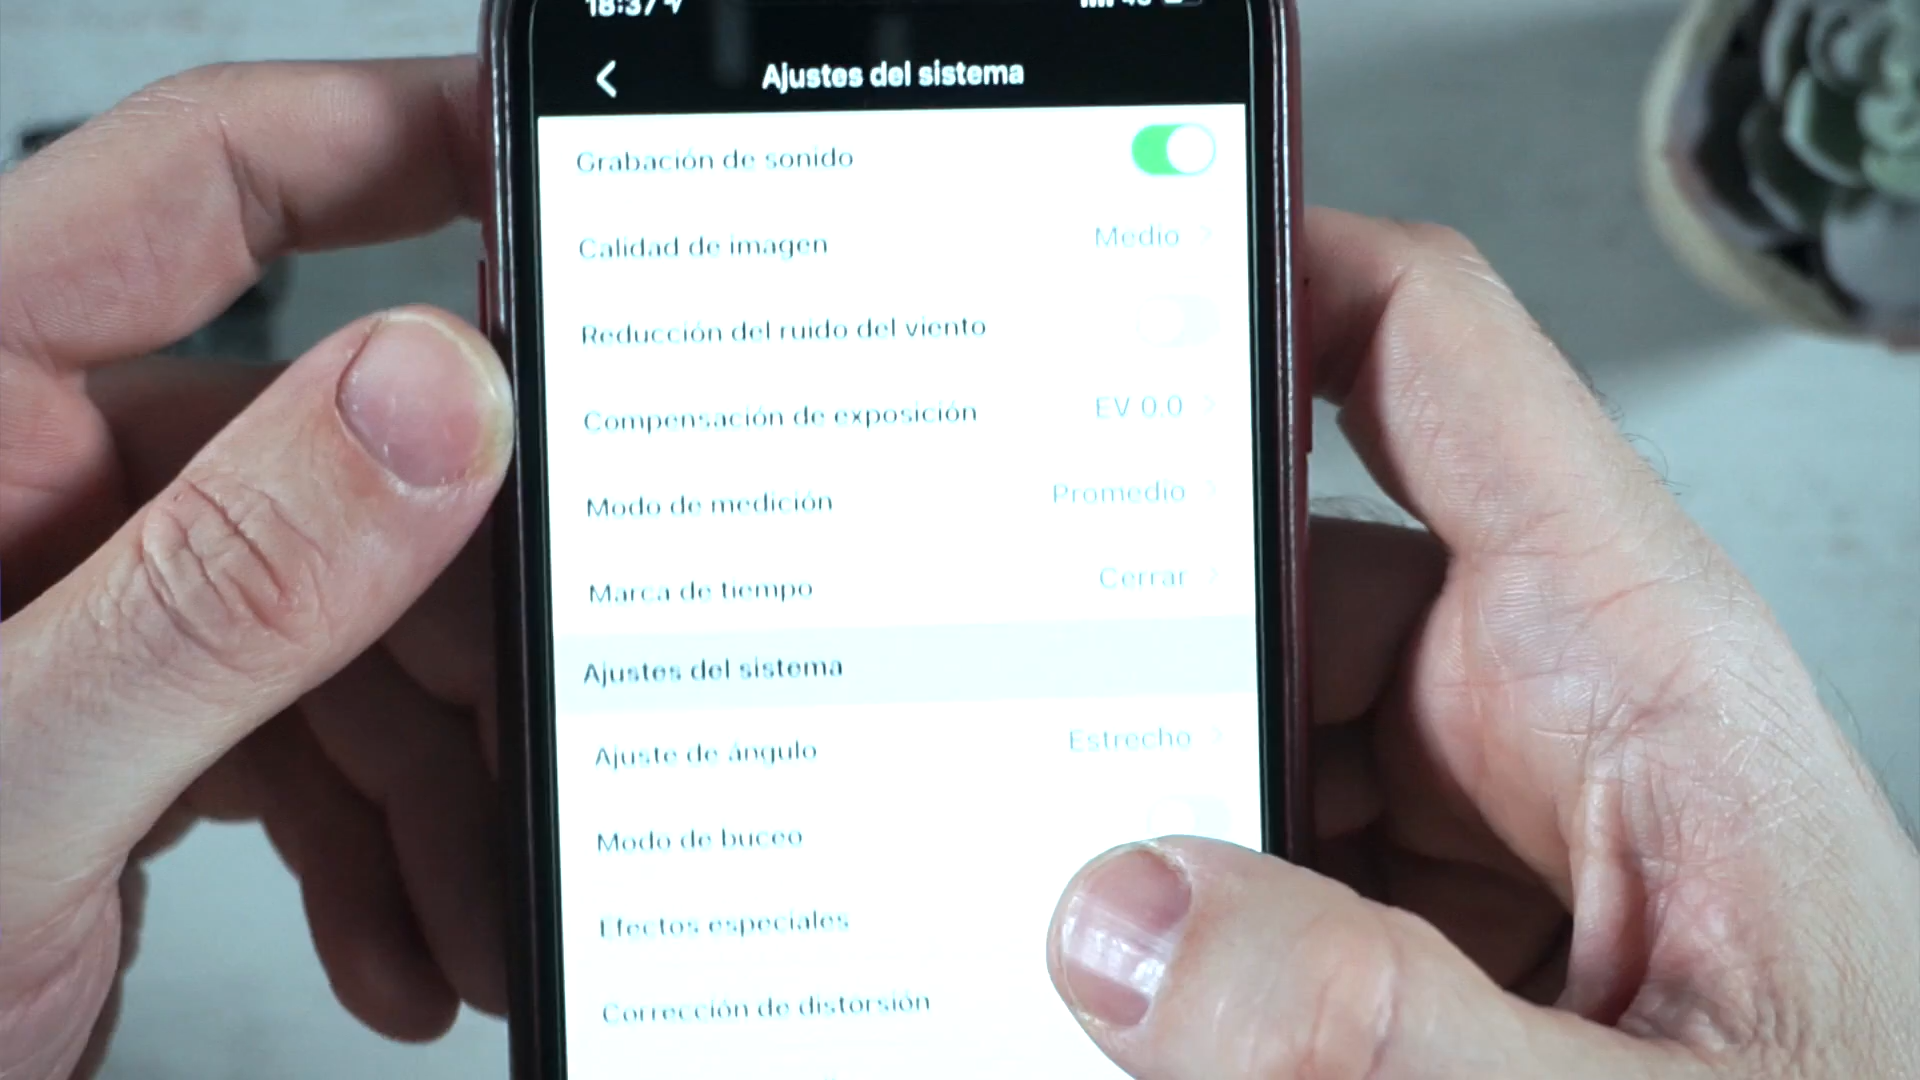 18:37
Ajustes del sistema
Grabación de sonido
Calidad de imagen Medio
Reducción del ruido del viento
Compensación de exposición EV 0.0
Modo de medición Promedio
Marca de tiempo Cerrar
Ajustes del sistema
Ajuste de ángulo Estrecho
Modo de buceo
Efectos especiales
Corrección de distorsión